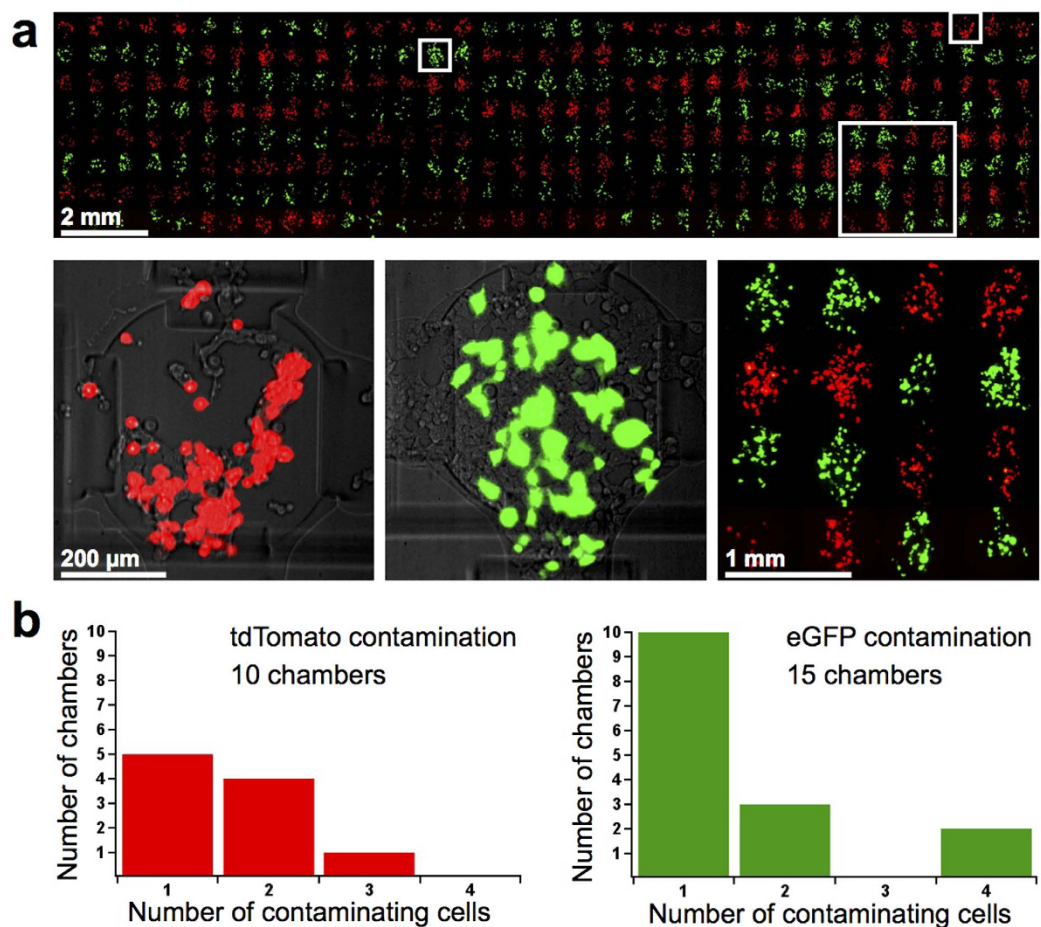 a
2 mm
200 µm
1 mm
b
tdTomato contamination
10 chambers
Number of chambers
10
9
8
7
6
5
4
3
2
1
1 2 3 4
Number of contaminating cells
eGFP contamination
15 chambers
Number of chambers
10
9
8
7
6
5
4
3
2
1
1 2 3 4
Number of contaminating cells